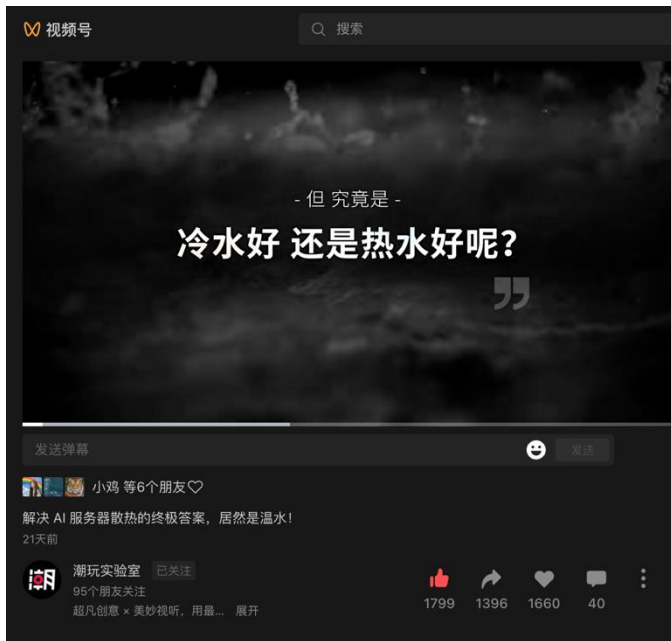 视频号
搜索
- 但 究竟是 -
冷水好 还是热水好呢?
”
发送弹幕
发送
小鸡 等6个朋友♡
解决 AI 服务器散热的终极答案，居然是温水！
21天前
潮
潮玩实验室 已关注
95个朋友关注
超凡创意 × 美妙视听，用最... 展开
1799 1396 1660 40